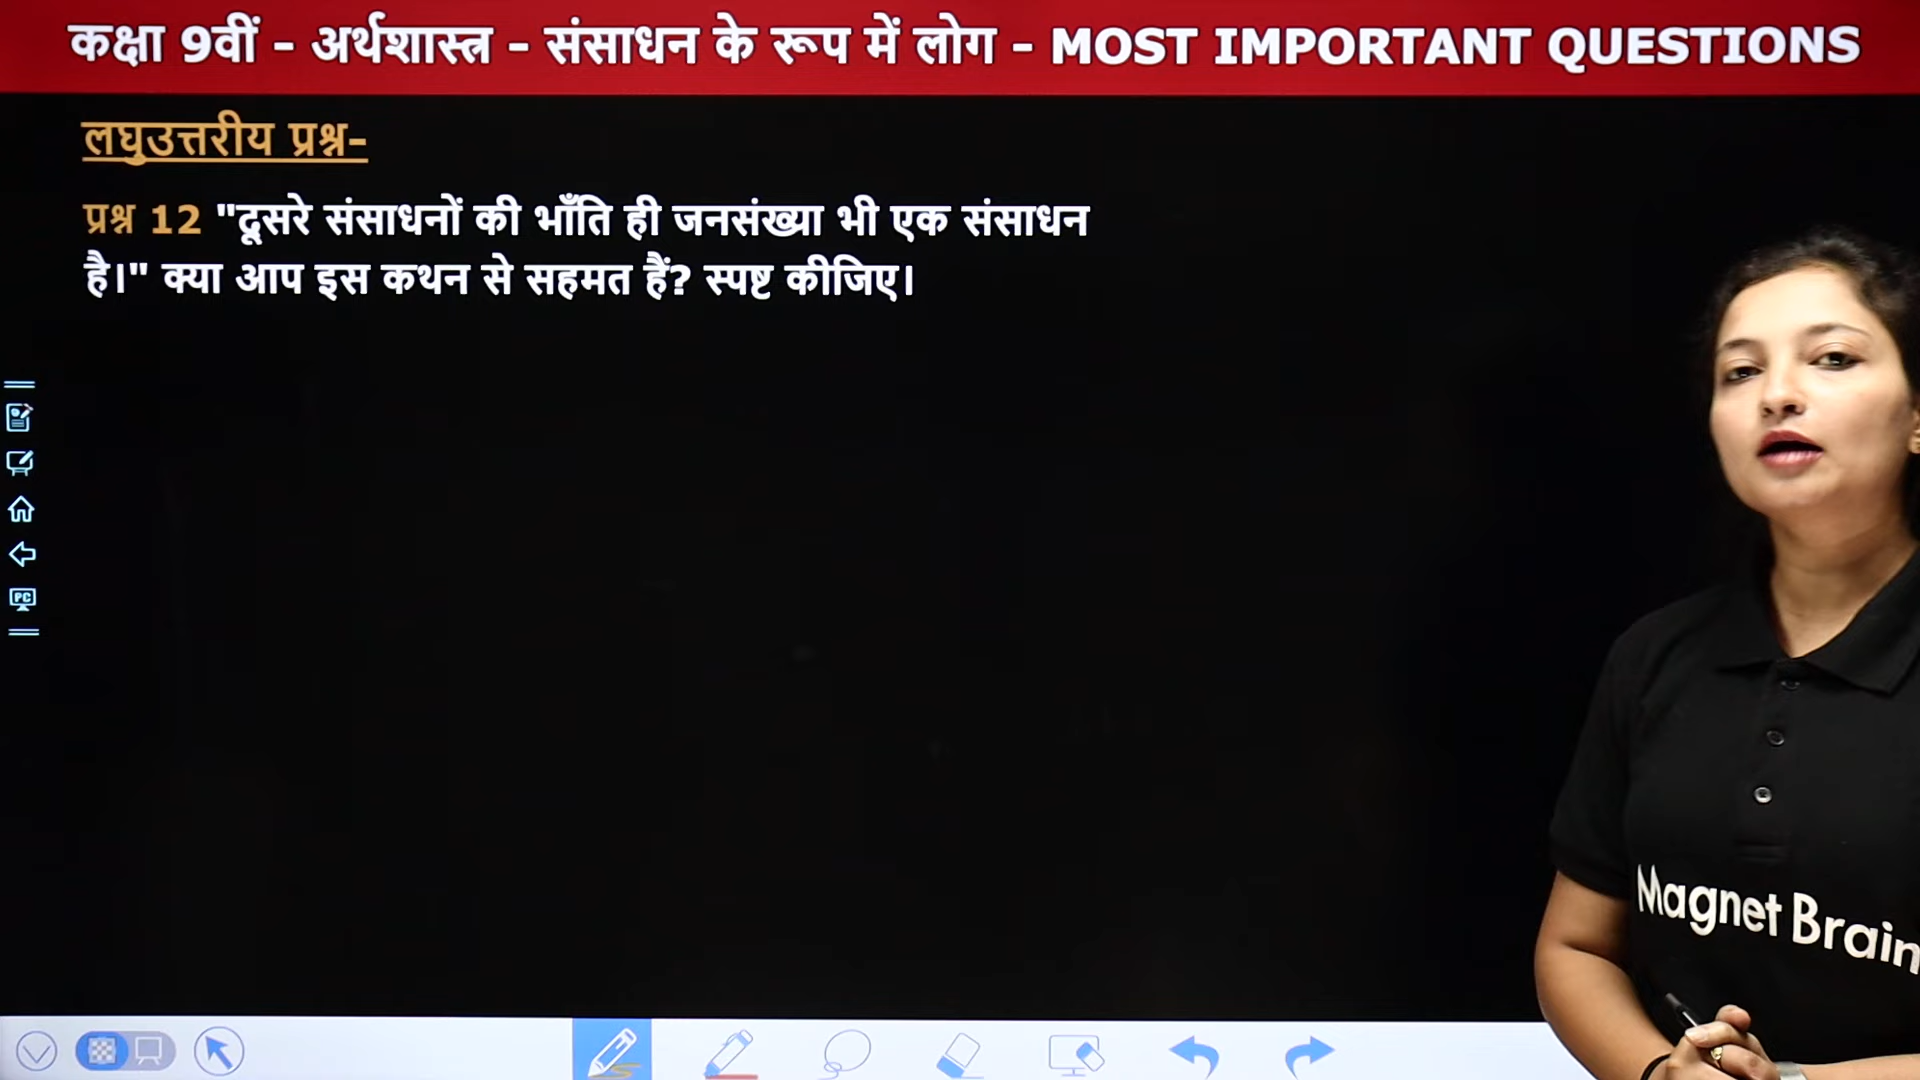 कक्षा 9वीं - अर्थशास्त्र - संसाधन के रूप में लोग - MOST IMPORTANT QUESTIONS
लघुउत्तरीय प्रश्न-
प्रश्न 12 "दूसरे संसाधनों की भाँति ही जनसंख्या भी एक संसाधन
है।" क्या आप इस कथन से सहमत हैं? स्पष्ट कीजिए।
PC
Magnet Brain